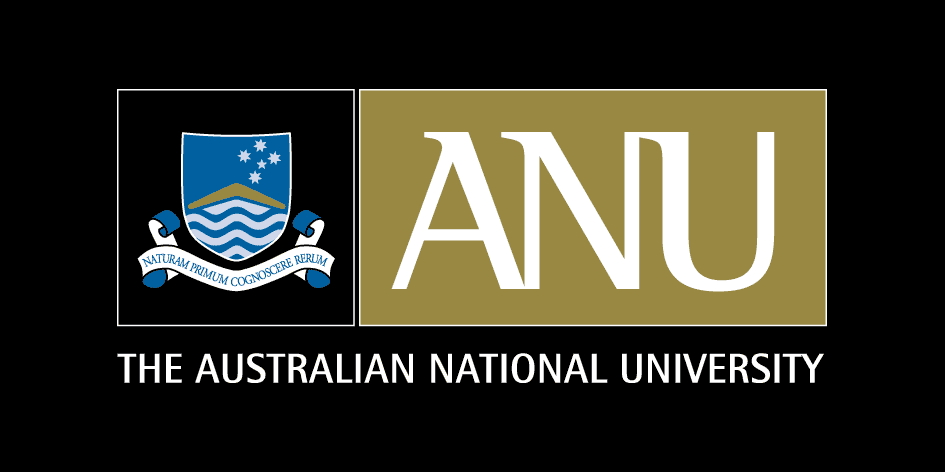 NATURAM PRIMUM COGNOSCERE RERUM
ANU
THE AUSTRALIAN NATIONAL UNIVERSITY